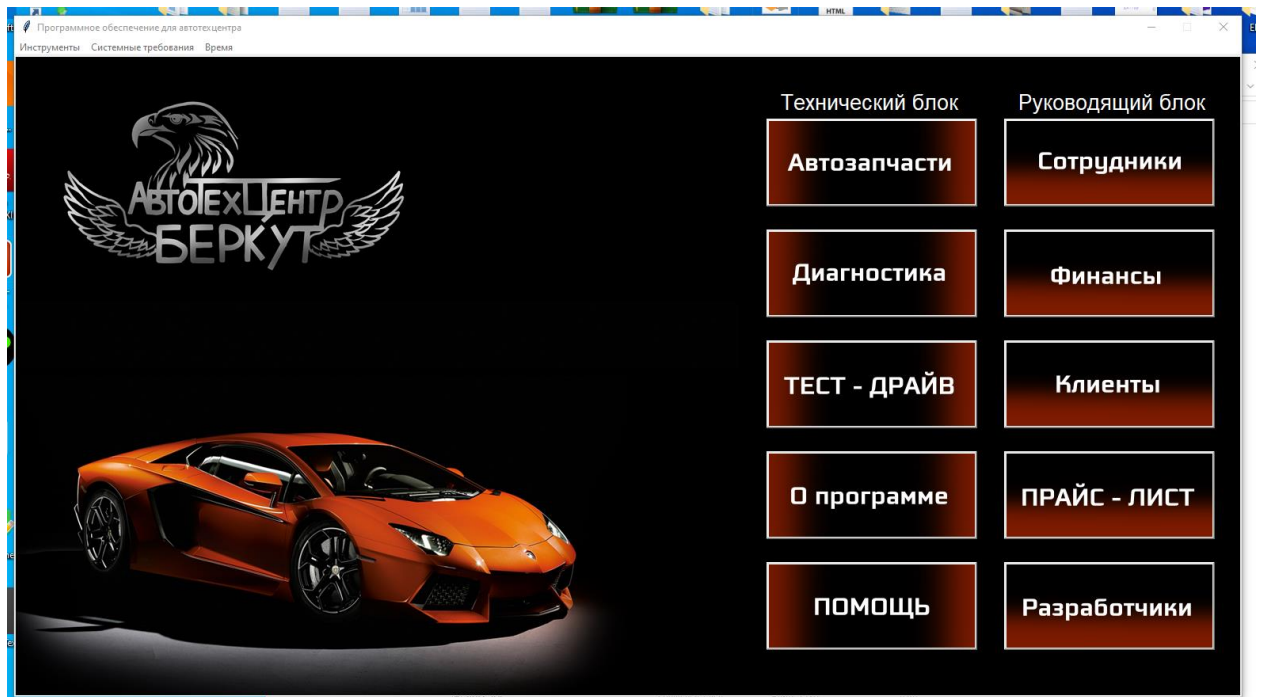 HTML
Программное обеспечение для автотехцентра
Инструменты Системные требования Время
АВТОТЕХЦЕНТР
БЕРКУТ
Технический блок
Автозапчасти
Диагностика
ТЕСТ - ДРАЙВ
О программе
ПОМОЩЬ
Руководящий блок
Сотрудники
Финансы
Клиенты
ПРАЙС - ЛИСТ
Разработчики